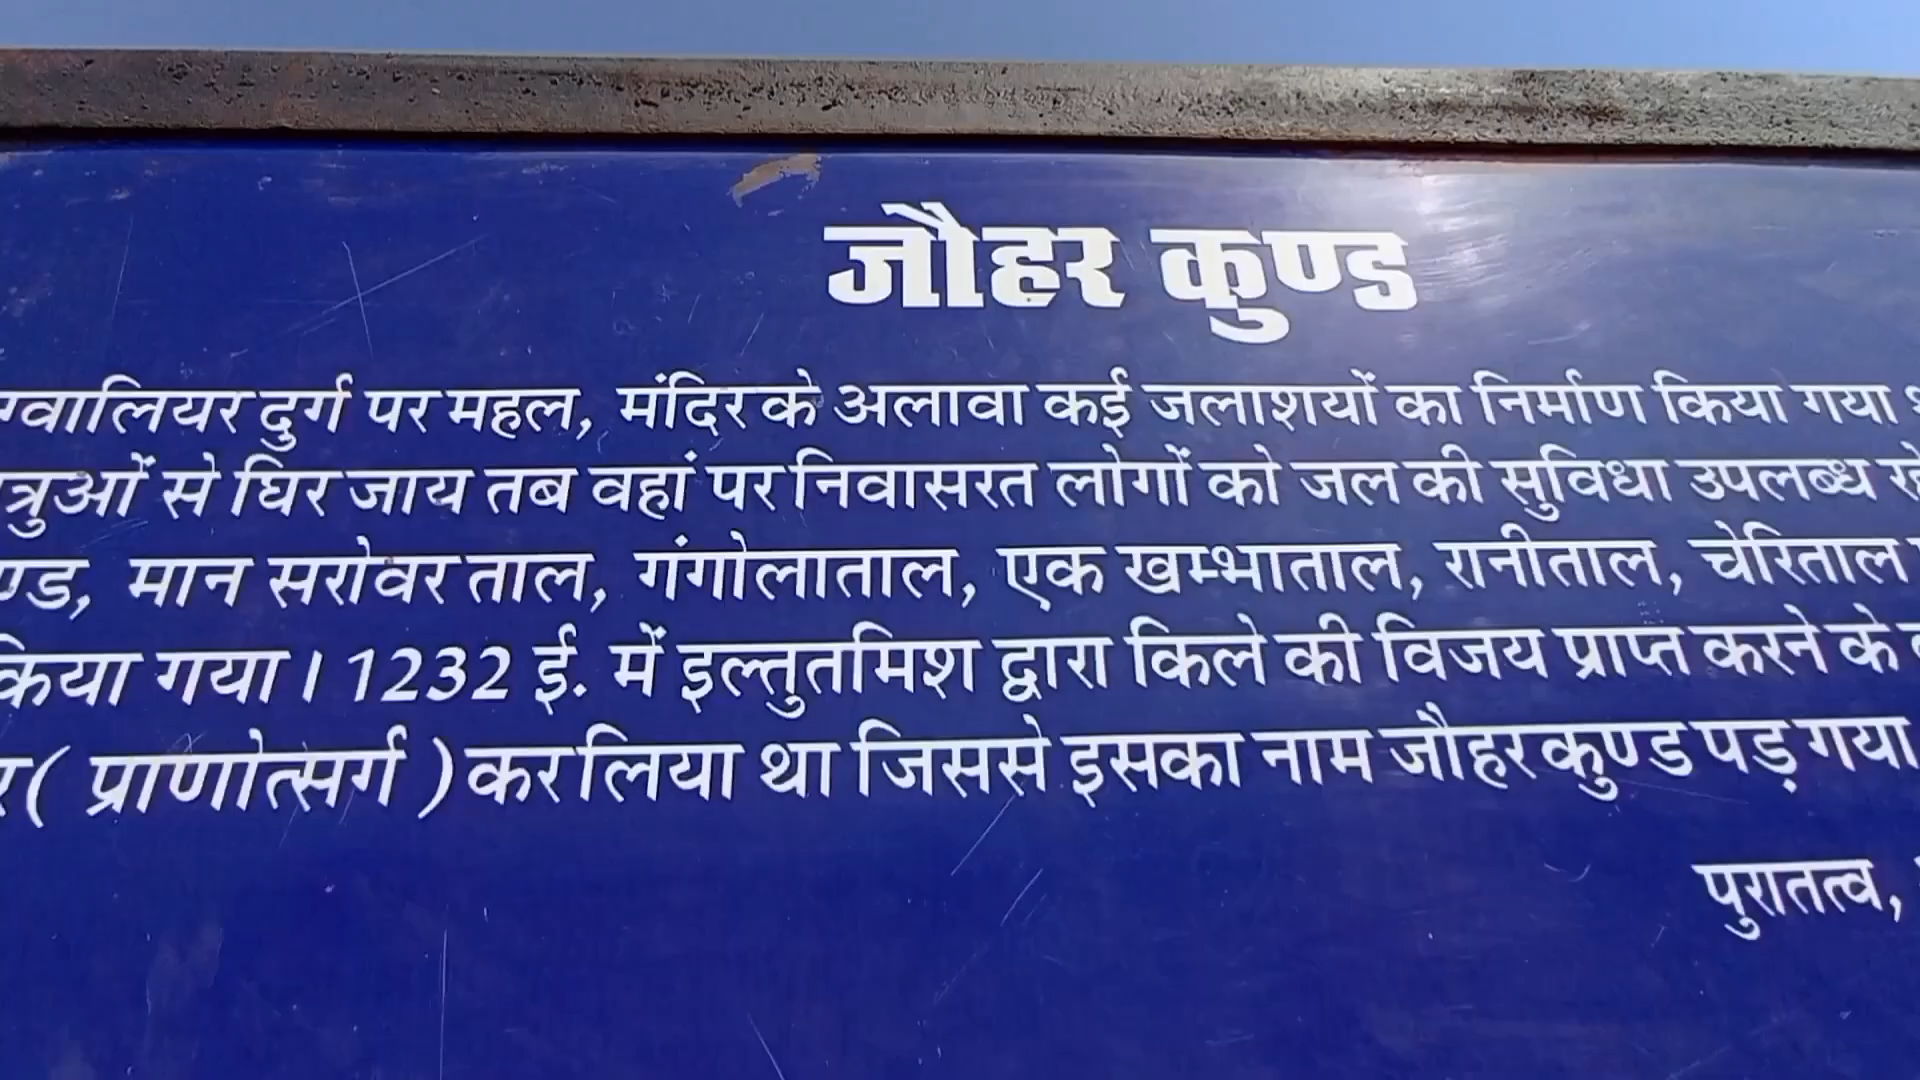 जौहर कुण्ड
ग्वालियर दुर्ग पर महल, मंदिर के अलावा कई जलाशयों का निर्माण किया गया
से घिर जाय तब वहां पर निवासरत लोगों को जल की सुविधा उपलब्ध
मान सरोवर ताल, गंगोलाताल, एक खम्भाताल, रानीताल, चेरिताल
किया गया। 1232 ई. में इल्तुतमिश द्वारा किले की विजय प्राप्त करने के
( प्राणोत्सर्ग ) कर लिया था जिससे इसका नाम जौहर कुण्ड पड़ गया
पुरातत्व,